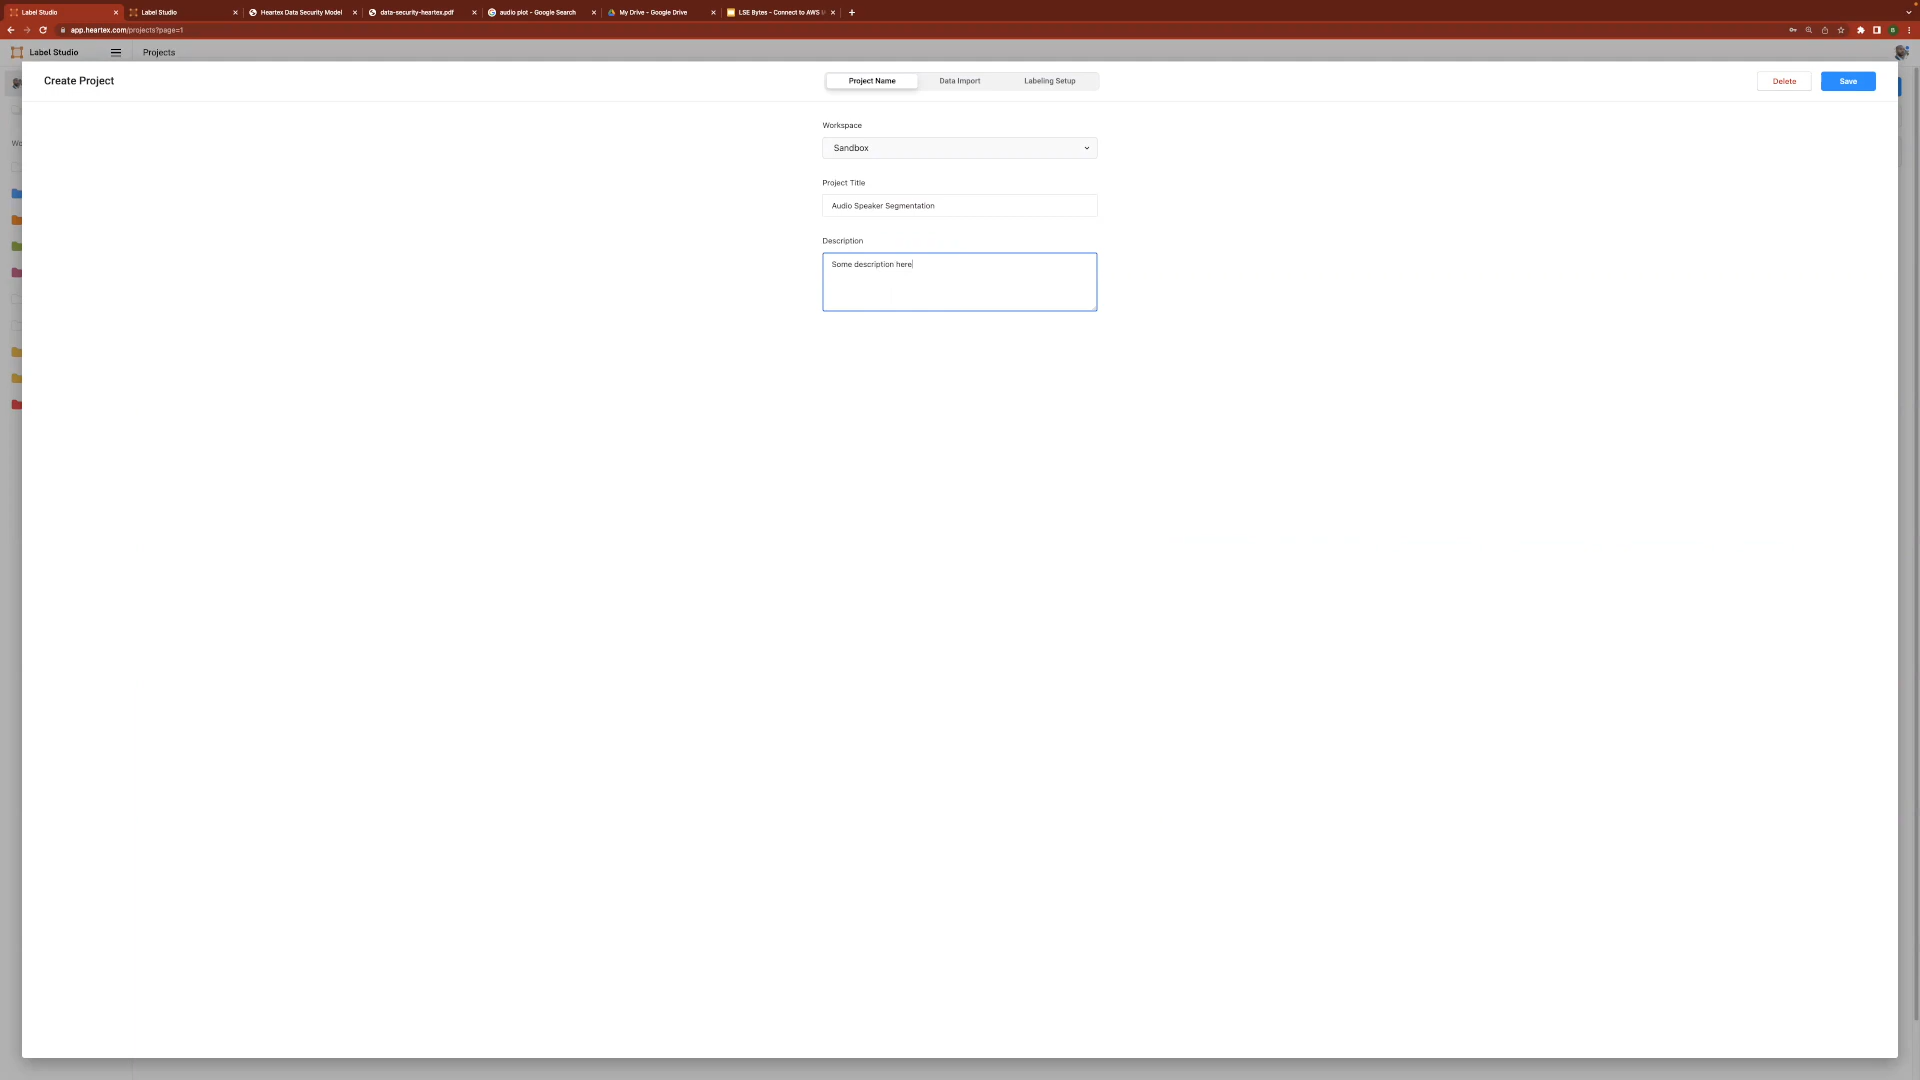 Label Studio
Label Studio
Heartex Data Security Model
data-security-heartex.pdf
audio plot - Google Search
My Drive - Google Drive
LSE Bytes - Connect to AWS
app.heartex.com/projects?page=1
Label Studio
Projects
Create Project
Project Name
Data Import
Labeling Setup
Delete
Save
Wo
Workspace
Sandbox
Project Title
Audio Speaker Segmentation
Description
Some description here